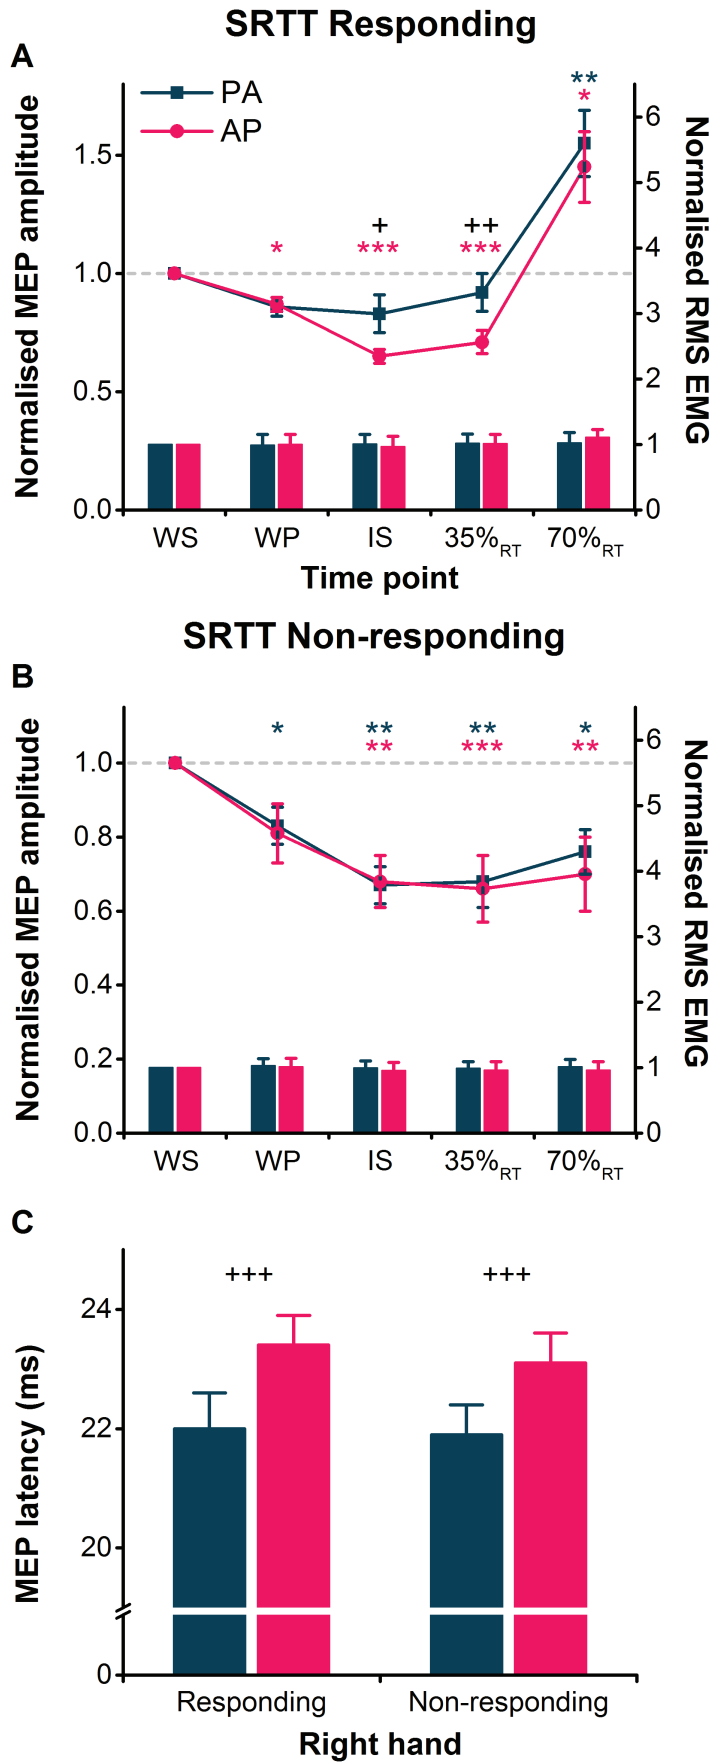 SRTT Responding
A
PA
AP
**
*
+
++
*
***
***
Normalised MEP amplitude
1.5
1.0
0.5
0.0
Normalised RMS EMG
6
5
4
3
2
1
0
WS WP IS 35%RT 70%RT
Time point
SRTT Non-responding
B
* ** ** *
** *** **
Normalised MEP amplitude
1.0
0.8
0.6
0.4
0.2
0.0
Normalised RMS EMG
6
5
4
3
2
1
0
WS WP IS 35%RT 70%RT
C
+++ +++
MEP latency (ms)
24
22
20
0
Responding Non-responding
Right hand